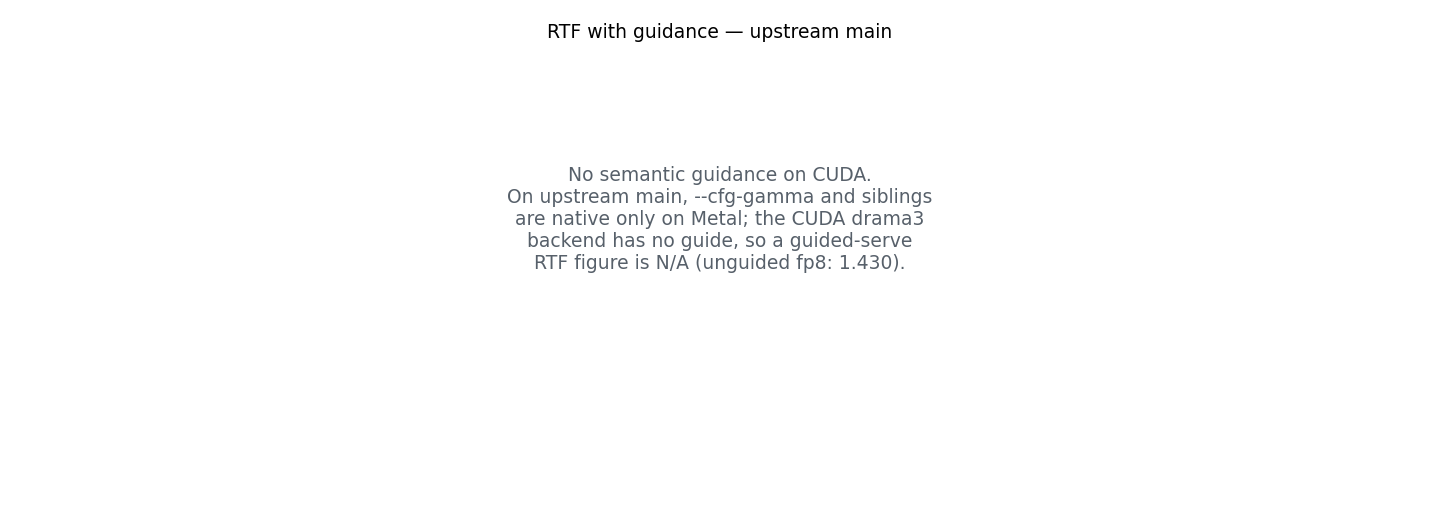 RTF with guidance — upstream main
No semantic guidance on CUDA.
On upstream main, --cfg-gamma and siblings
are native only on Metal; the CUDA drama3
backend has no guide, so a guided-serve
RTF figure is N/A (unguided fp8: 1.430).